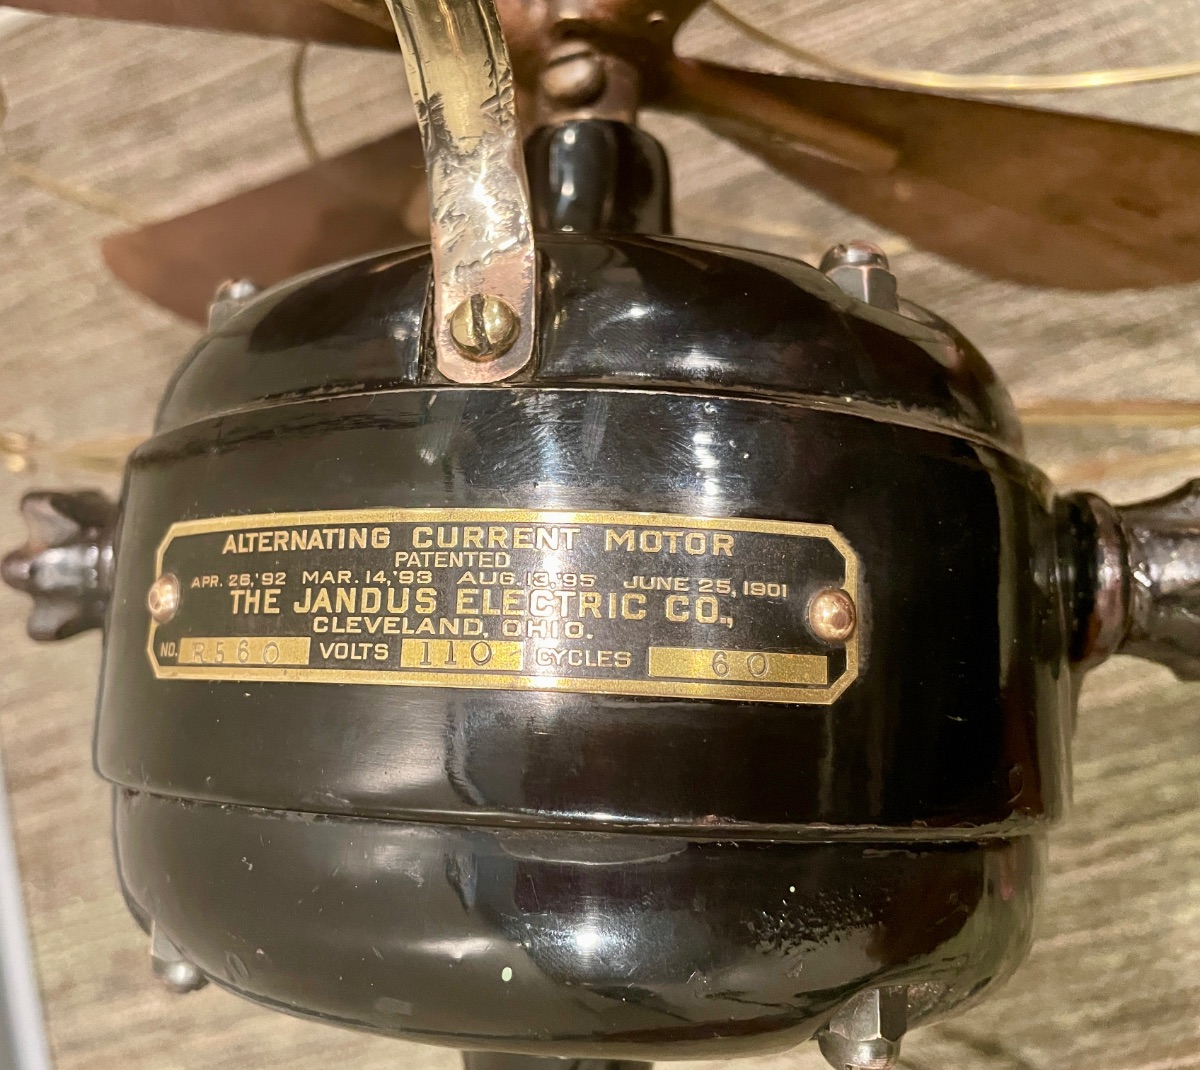 ALTERNATING CURRENT MOTOR
PATENTED
APR. 26,'92 MAR. 14,'93 AUG. 13,'95 JUNE 25, 1901
THE JANDUS ELECTRIC CO.,
CLEVELAND, OHIO.
NO. R560 VOLTS 110 CYCLES 60